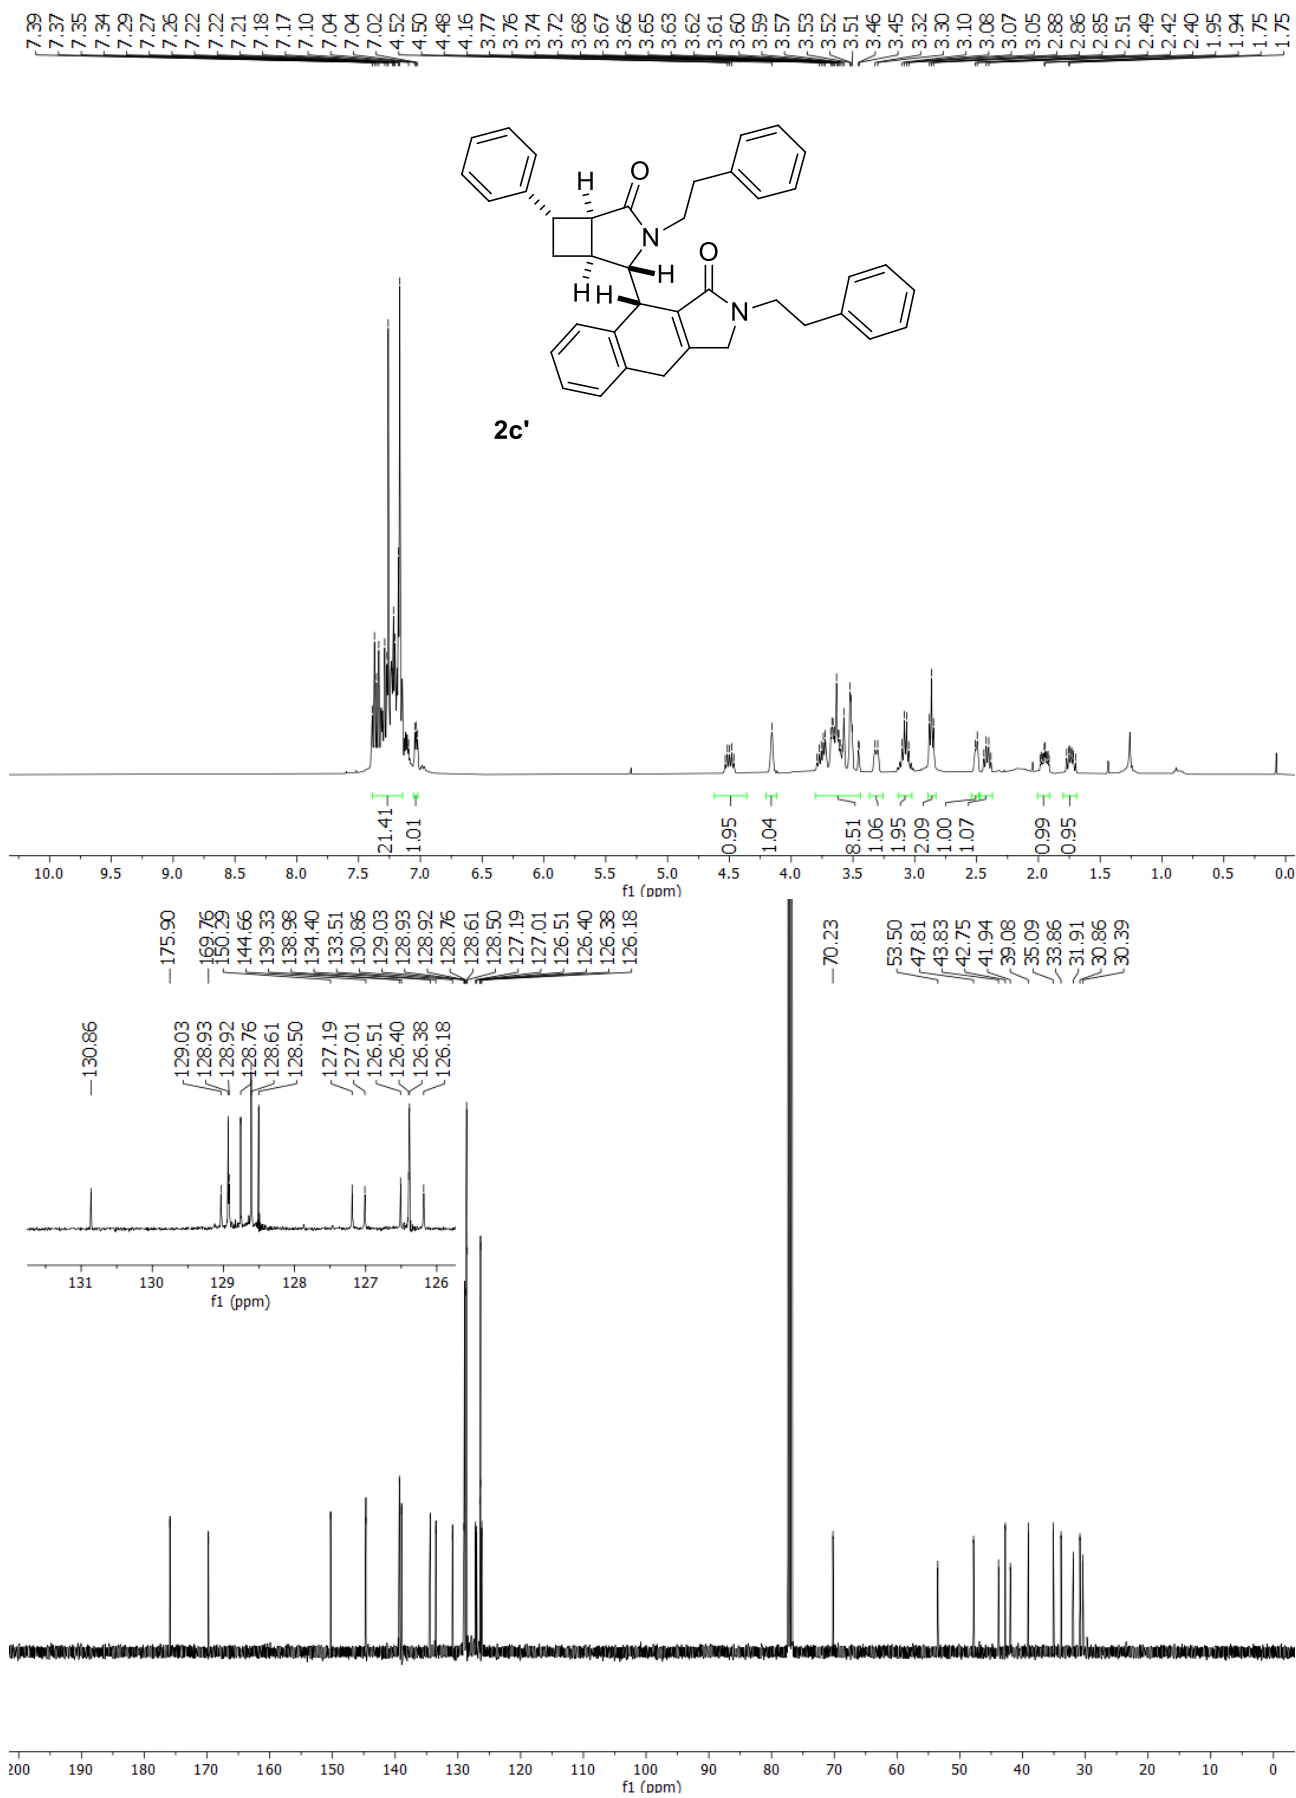 7.39 7.37 7.35 7.34 7.29 7.27 7.26 7.22 7.22 7.21 7.18 7.17 7.10 7.04 7.04 7.02 4.52 4.50 4.48 4.16 3.77 3.76 3.74 3.72 3.68 3.67 3.66 3.65 3.63 3.62 3.61 3.60 3.59 3.57 3.53 3.52 3.51 3.46 3.45 3.32 3.30 3.10 3.08 3.07 3.05 2.88 2.86 2.85 2.51 2.49 2.42 2.40 1.95 1.94 1.75 1.75
H O
N O
H
H H N
2c'
21.41 1.01 0.95 1.04 8.51 1.06 1.95 2.09 1.00 1.07 0.99 0.95
10.0 9.5 9.0 8.5 8.0 7.5 7.0 6.5 6.0 5.5 5.0 4.5 4.0 3.5 3.0 2.5 2.0 1.5 1.0 0.5 0.0
f1 (ppm)
175.90 169.76 150.29 144.66 139.33 138.98 134.40 133.51 130.86 129.03 128.93 128.92 128.76 128.61 128.50 127.19 127.01 126.51 126.40 126.38 126.18 70.23 53.50 47.81 43.83 42.75 41.94 39.08 35.09 33.86 31.91 30.86 30.39
130.86 129.03 128.93 128.92 128.76 128.61 128.50 127.19 127.01 126.51 126.40 126.38 126.18
131 130 129 128 127 126
f1 (ppm)
200 190 180 170 160 150 140 130 120 110 100 90 80 70 60 50 40 30 20 10 0
f1 (ppm)